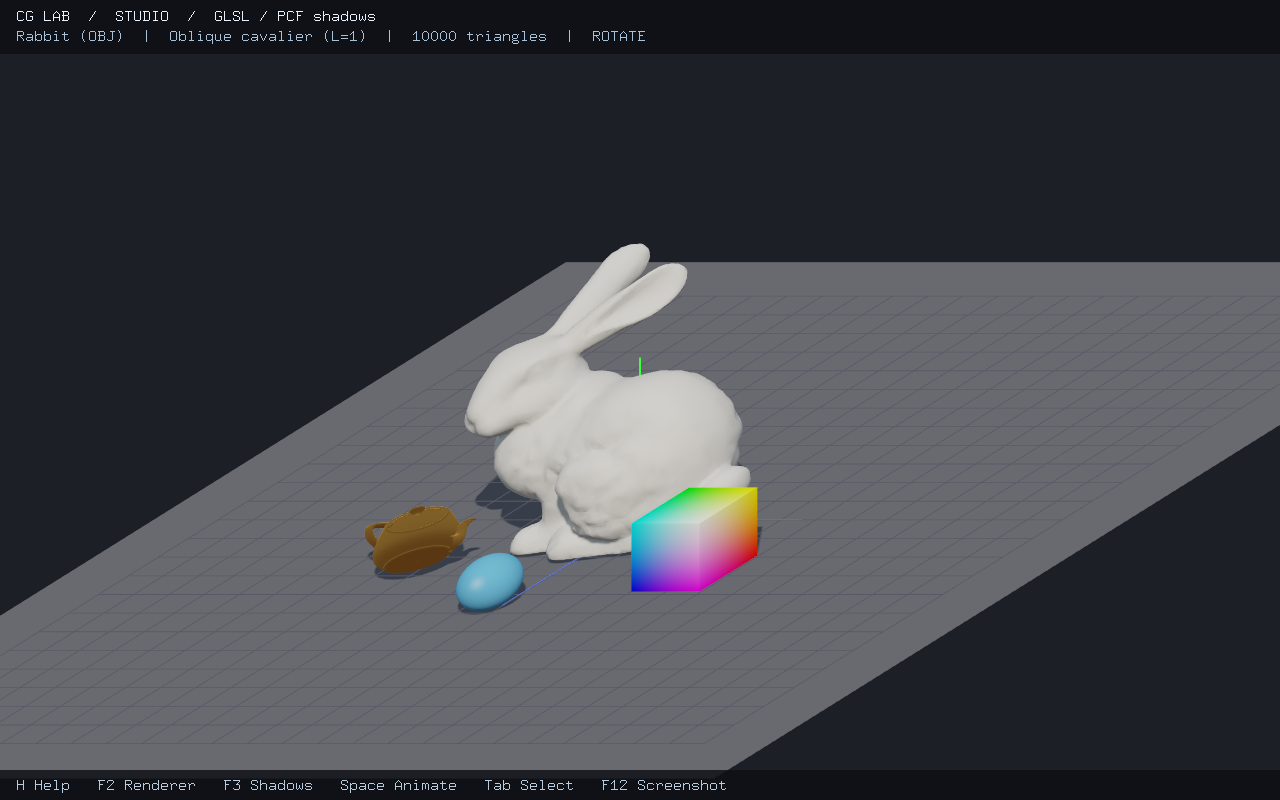 CG LAB / STUDIO / GLSL / PCF shadows
Rabbit (OBJ) | Oblique cavalier (L=1) | 10000 triangles | ROTATE
H Help F2 Renderer F3 Shadows Space Animate Tab Select F12 Screenshot